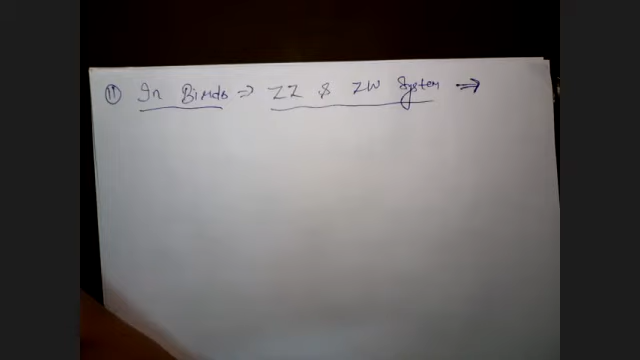 ⑪ In Birds ⇒ ZZ & ZW System ⇒